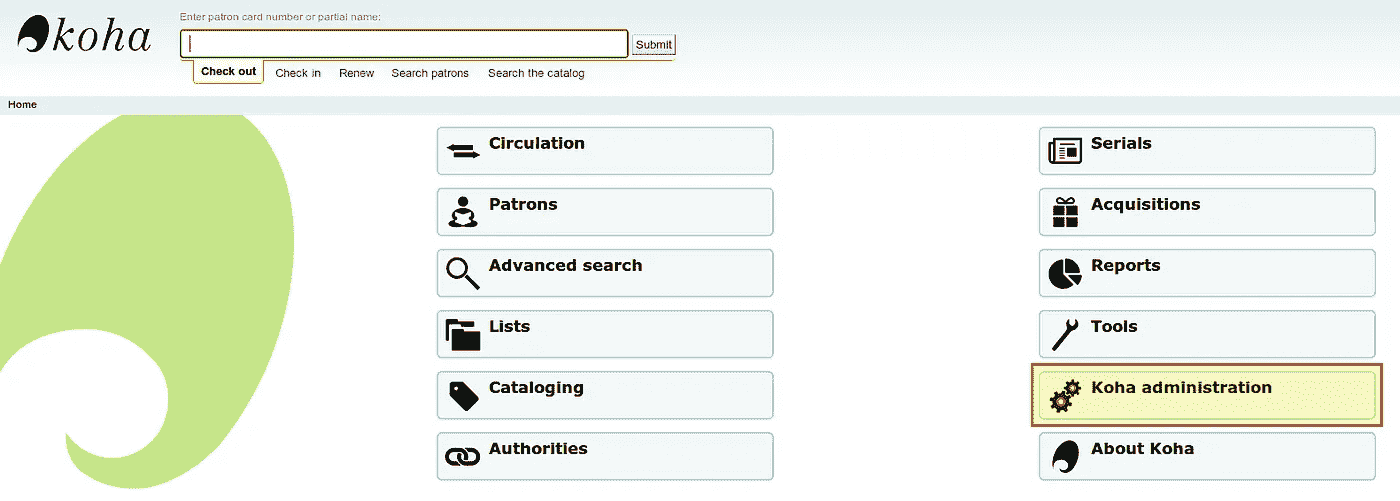 koha
Enter patron card number or partial name:
Submit
Check out Check in Renew Search patrons Search the catalog
Home
Circulation
Serials
Patrons
Acquisitions
Advanced search
Reports
Lists
Tools
Cataloging
Koha administration
Authorities
About Koha